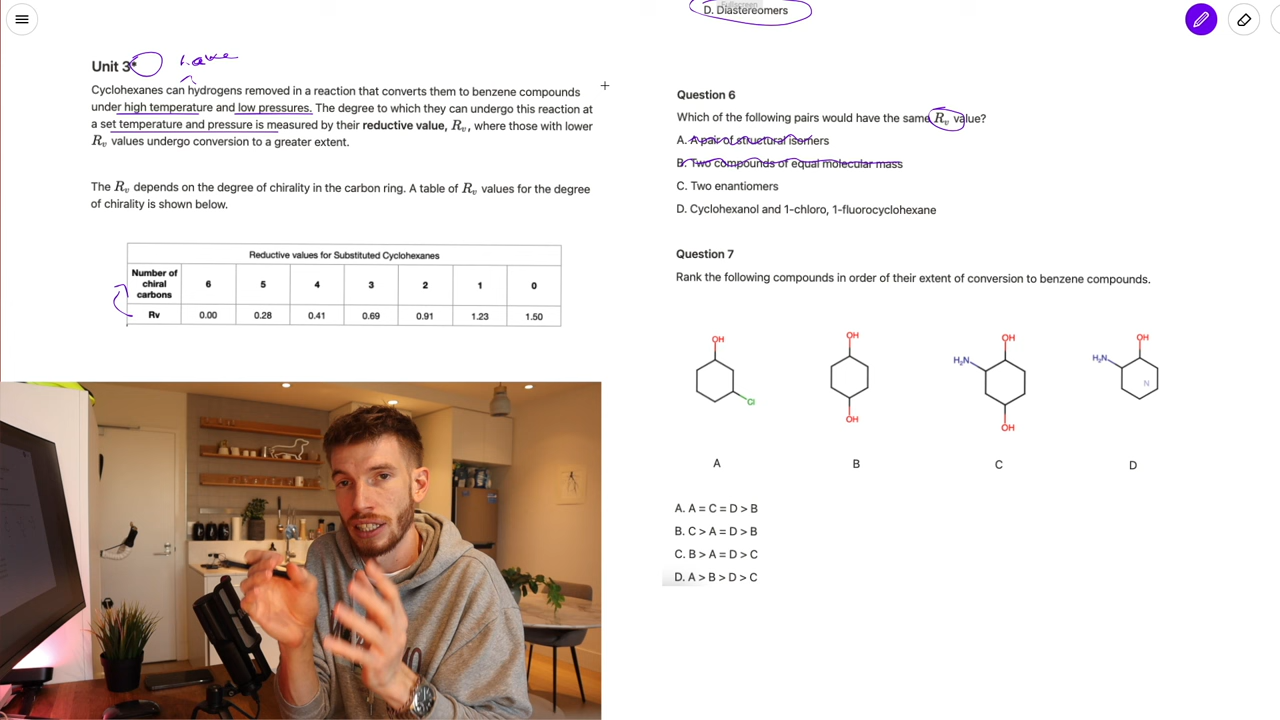 D. Diastereomers
Unit 3
have
Cyclohexanes can hydrogens removed in a reaction that converts them to benzene compounds
under high temperature and low pressures. The degree to which they can undergo this reaction at
a set temperature and pressure is measured by their reductive value, Rv, where those with lower
Rv values undergo conversion to a greater extent.
The Rv depends on the degree of chirality in the carbon ring. A table of Rv values for the degree
of chirality is shown below.
Reductive values for Substituted Cyclohexanes
Number of chiral carbons 6 5 4 3 2 1 0
Rv 0.00 0.28 0.41 0.69 0.91 1.23 1.50
Question 6
Which of the following pairs would have the same Rv value?
A. A pair of structural isomers
B. Two compounds of equal molecular mass
C. Two enantiomers
D. Cyclohexanol and 1-chloro, 1-fluorocyclohexane
Question 7
Rank the following compounds in order of their extent of conversion to benzene compounds.
OH Cl
OH OH
H₂N OH OH
H₂N OH N
A B C D
A. A = C = D > B
B. C > A = D > B
C. B > A = D > C
D. A > B > D > C